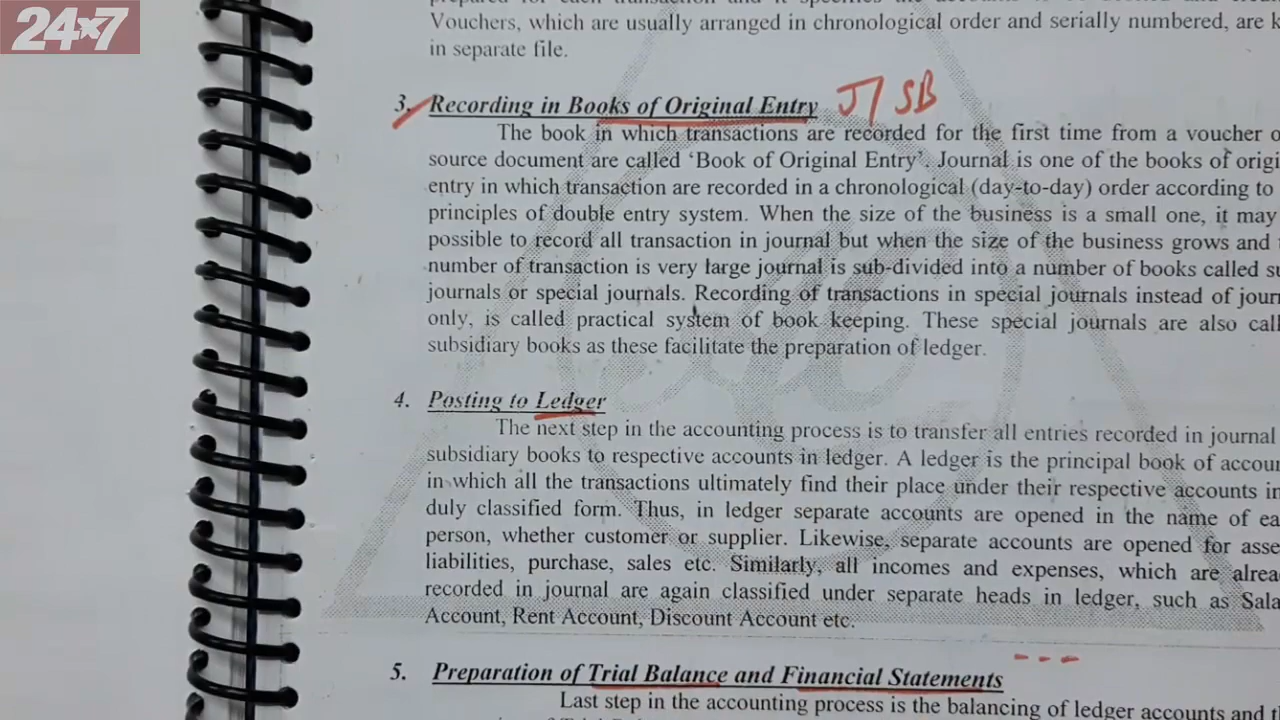 24x7
Vouchers, which are usually arranged in chronological order and serially numbered, are k
in separate file.
3. Recording in Books of Original Entry J/ SB
The book in which transactions are recorded for the first time from a voucher o
source document are called ‘Book of Original Entry’. Journal is one of the books of origi
entry in which transaction are recorded in a chronological (day-to-day) order according to
principles of double entry system. When the size of the business is a small one, it may
possible to record all transaction in journal but when the size of the business grows and
number of transaction is very large journal is sub-divided into a number of books called su
journals or special journals. Recording of transactions in special journals instead of jour
only, is called practical system of book keeping. These special journals are also call
subsidiary books as these facilitate the preparation of ledger.
4. Posting to Ledger
The next step in the accounting process is to transfer all entries recorded in journal
subsidiary books to respective accounts in ledger. A ledger is the principal book of accou
in which all the transactions ultimately find their place under their respective accounts in
duly classified form. Thus, in ledger separate accounts are opened in the name of ea
person, whether customer or supplier. Likewise, separate accounts are opened for asse
liabilities, purchase, sales etc. Similarly, all incomes and expenses, which are alrea
recorded in journal are again classified under separate heads in ledger, such as Sala
Account, Rent Account, Discount Account etc.
5. Preparation of Trial Balance and Financial Statements
Last step in the accounting process is the balancing of ledger accounts and t